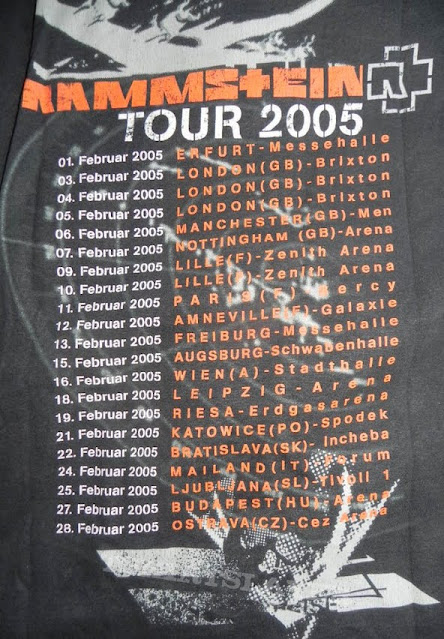 RAMMSTEIN
TOUR 2005
01. Februar 2005 ERFURT-Messehalle
03. Februar 2005 LONDON(GB)-Brixton
04. Februar 2005 LONDON(GB)-Brixton
05. Februar 2005 LONDON(GB)-Brixton
06. Februar 2005 MANCHESTER(GB)-Men
07. Februar 2005 NOTTINGHAM (GB)-Arena
09. Februar 2005 LILLE(F)-Zenith Arena
10. Februar 2005 LILLE(F)-Zenith Arena
11. Februar 2005 PARIS(F)-Bercy
12. Februar 2005 AMNEVILLE(F)-Galaxie
13. Februar 2005 FREIBURG-Messehalle
15. Februar 2005 AUGSBURG-Schwabenhalle
16. Februar 2005 WIEN(A)-Stadthalle
18. Februar 2005 LEIPZIG-Arena
19. Februar 2005 RIESA-Erdgasarena
21. Februar 2005 KATOWICE(PO)-Spodek
22. Februar 2005 BRATISLAVA(SK)-Incheba
24. Februar 2005 MAILAND(IT)-Forum
25. Februar 2005 LJUBLJANA(SL)-Tivoli 1
27. Februar 2005 BUDAPEST(HU)-Arena
28. Februar 2005 OSTRAVA(CZ)-Cez Arena